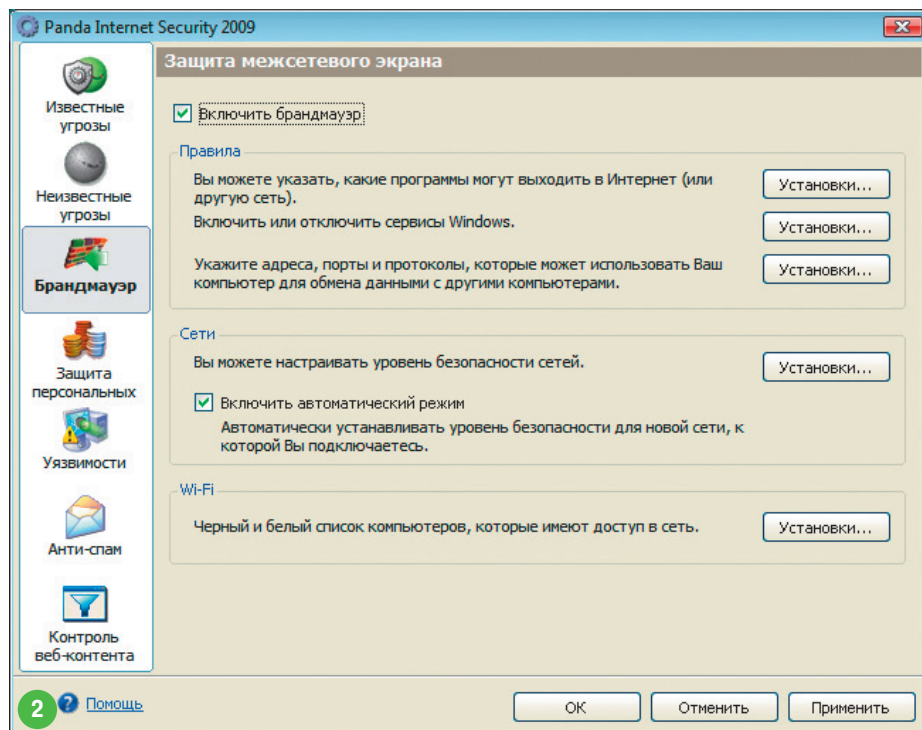 Panda Internet Security 2009
Известные
угрозы
Неизвестные
угрозы
Брандмауэр
Защита
персональных
Уязвимости
Анти-спам
Контроль
веб-контента
Защита межсетевого экрана
Включить брандмауэр
Правила
Вы можете указать, какие программы могут выходить в Интернет (или
другую сеть).
Установки...
Включить или отключить сервисы Windows.
Установки...
Укажите адреса, порты и протоколы, которые может использовать Ваш
компьютер для обмена данными с другими компьютерами.
Установки...
Сети
Вы можете настраивать уровень безопасности сетей.
Установки...
Включить автоматический режим
Автоматически устанавливать уровень безопасности для новой сети, к
которой Вы подключаетесь.
Wi-Fi
Черный и белый список компьютеров, которые имеют доступ в сеть.
Установки...
2
Помощь
ОК
Отменить
Применить